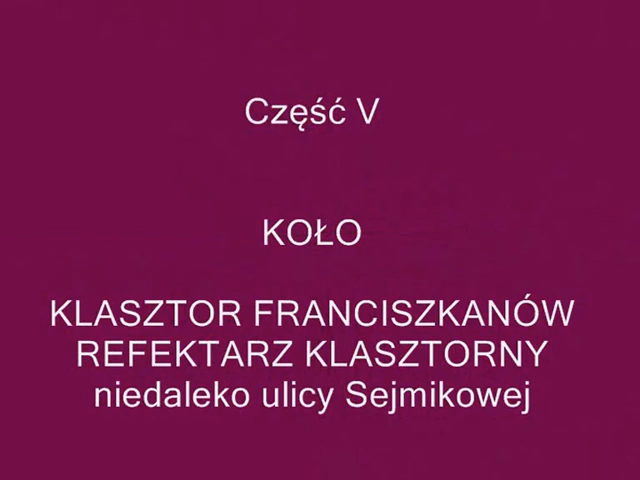 Część V
KOŁO
KLASZTOR FRANCISZKANÓW
REFEKTARZ KLASZTORNY
niedaleko ulicy Sejmikowej